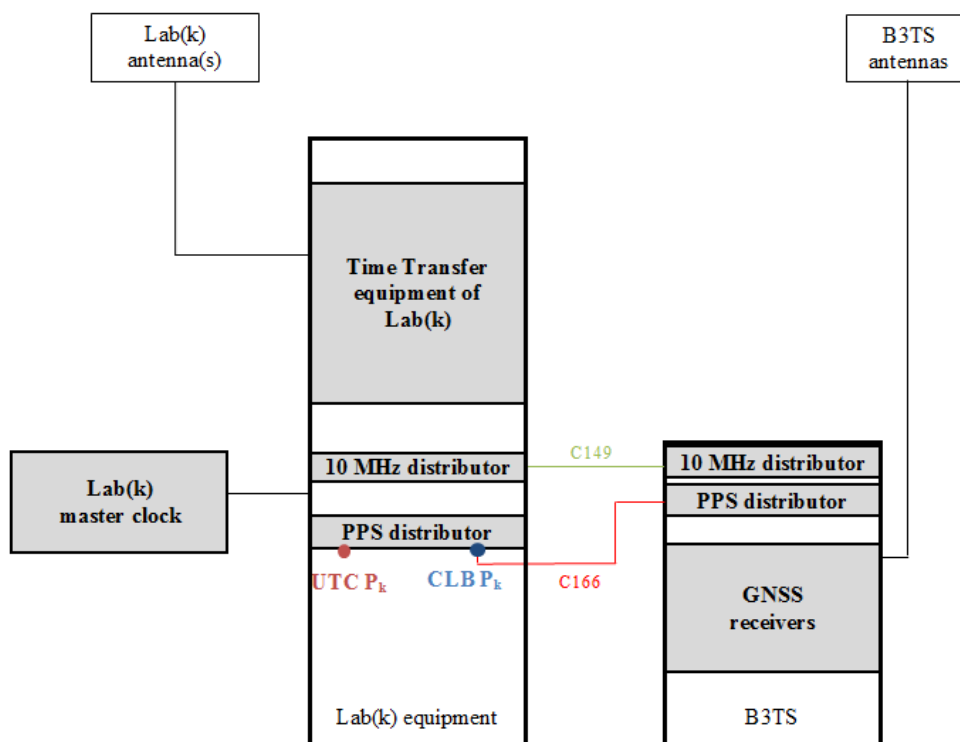 Lab(k)
antenna(s)
B3TS
antennas
Time Transfer
equipment of
Lab(k)
Lab(k)
master clock
10 MHz distributor
C149
10 MHz distributor
PPS distributor
PPS distributor
UTC Pₖ
CLB Pₖ
C166
GNSS
receivers
Lab(k) equipment
B3TS